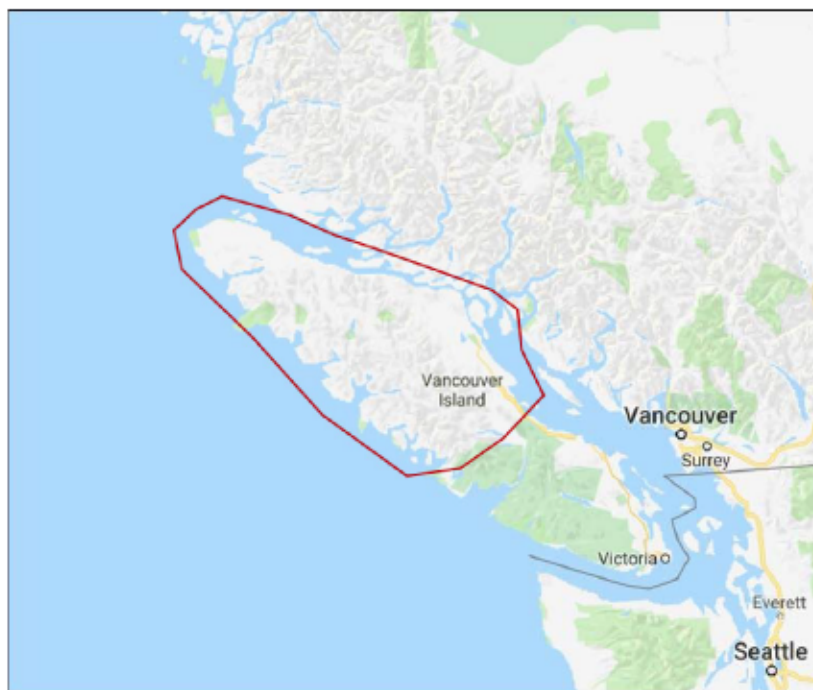 Vancouver
Island
Vancouver
Surrey
Victoria
Everett
Seattle